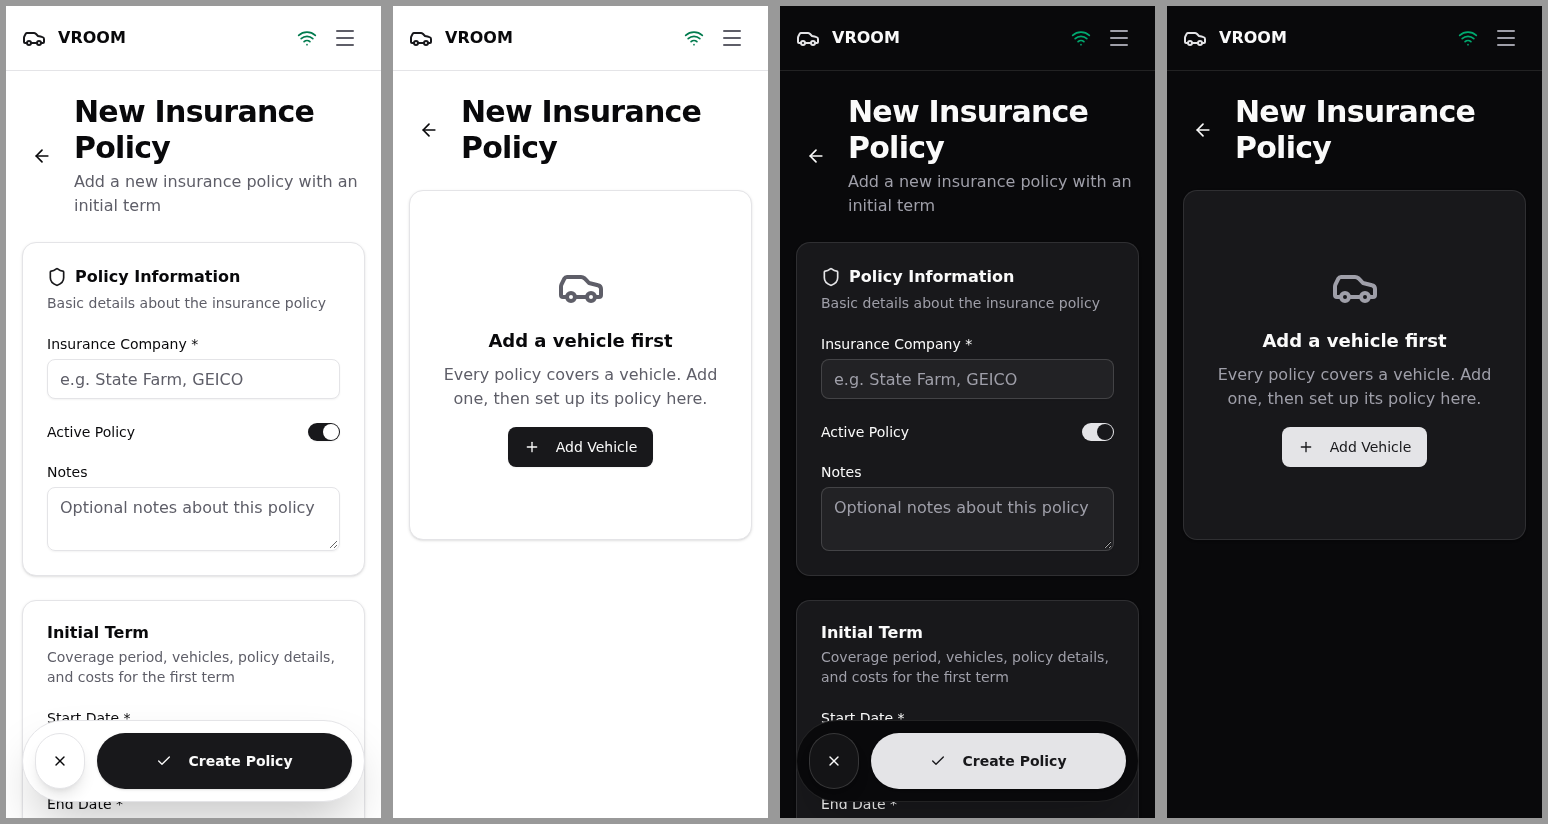 VROOM
New Insurance
Policy
Add a new insurance policy with an
initial term
Policy Information
Basic details about the insurance policy
Insurance Company *
e.g. State Farm, GEICO
Active Policy
Notes
Optional notes about this policy
Initial Term
Coverage period, vehicles, policy details,
and costs for the first term
Start Date *
Create Policy
End Date *
VROOM
New Insurance
Policy
Add a vehicle first
Every policy covers a vehicle. Add
one, then set up its policy here.
Add Vehicle
VROOM
New Insurance
Policy
Add a new insurance policy with an
initial term
Policy Information
Basic details about the insurance policy
Insurance Company *
e.g. State Farm, GEICO
Active Policy
Notes
Optional notes about this policy
Initial Term
Coverage period, vehicles, policy details,
and costs for the first term
Start Date *
Create Policy
End Date *
VROOM
New Insurance
Policy
Add a vehicle first
Every policy covers a vehicle. Add
one, then set up its policy here.
Add Vehicle